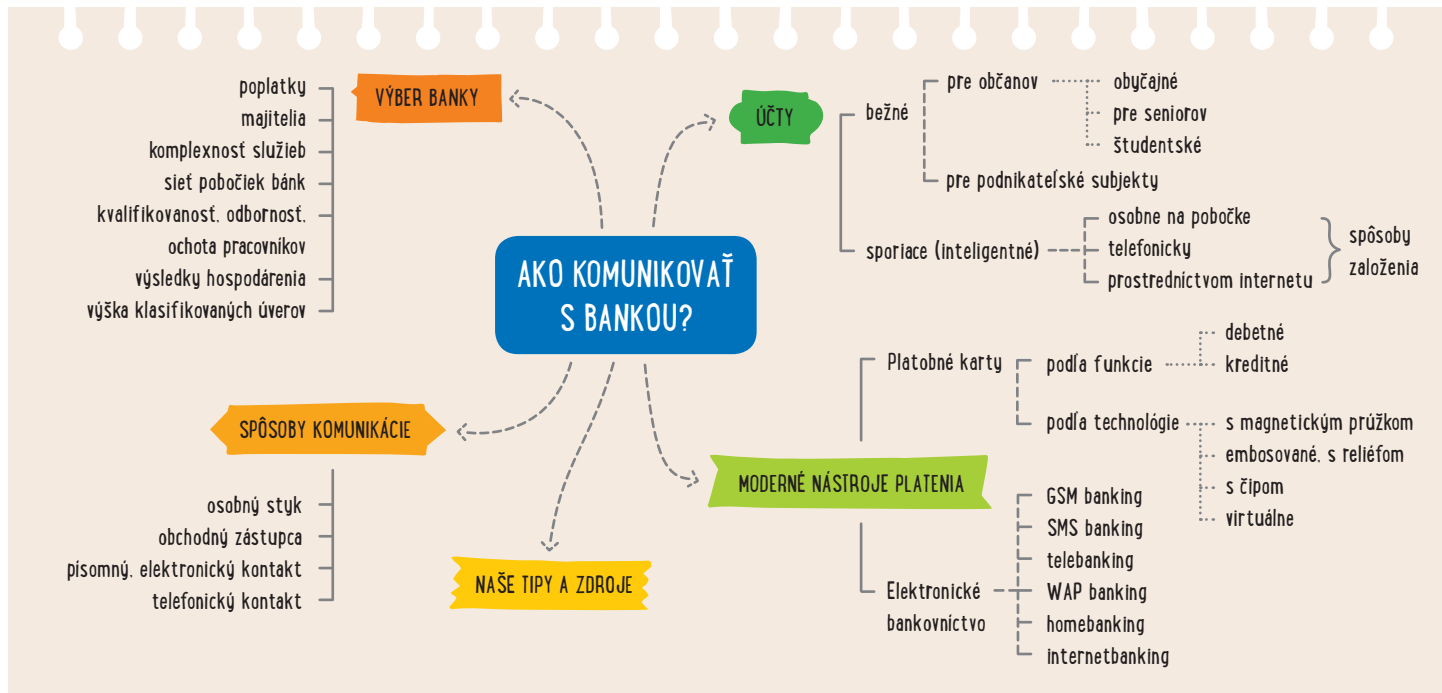 AKO KOMUNIKOVAŤ
S BANKOU?
VÝBER BANKY
poplatky
majitelia
komplexnosť služieb
sieť pobočiek bánk
kvalifikovanosť, odbornosť,
ochota pracovníkov
výsledky hospodárenia
výška klasifikovaných úverov
ÚČTY
bežné
pre občanov
obyčajné
pre seniorov
študentské
pre podnikateľské subjekty
sporiace (inteligentné)
osobne na pobočke
telefonicky
prostredníctvom internetu
spôsoby
založenia
SPÔSOBY KOMUNIKÁCIE
osobný styk
obchodný zástupca
písomný, elektronický kontakt
telefonický kontakt
NAŠE TIPY A ZDROJE
MODERNÉ NÁSTROJE PLATENIA
Platobné karty
podľa funkcie
debetné
kreditné
podľa technológie
s magnetickým prúžkom
embosované, s reliéfom
s čipom
virtuálne
Elektronické
bankovníctvo
GSM banking
SMS banking
telebanking
WAP banking
homebanking
internetbanking